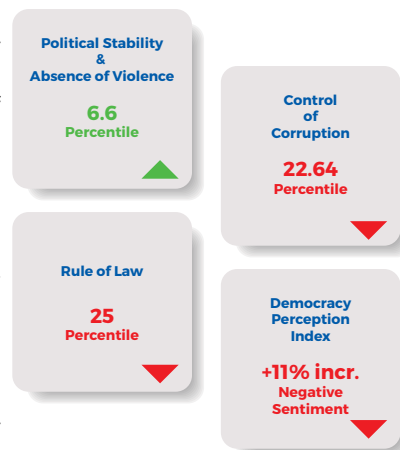 Political Stability
&
Absence of Violence
6.6
Percentile
Control
of
Corruption
22.64
Percentile
Rule of Law
25
Percentile
Democracy
Perception
Index
+11% incr.
Negative
Sentiment